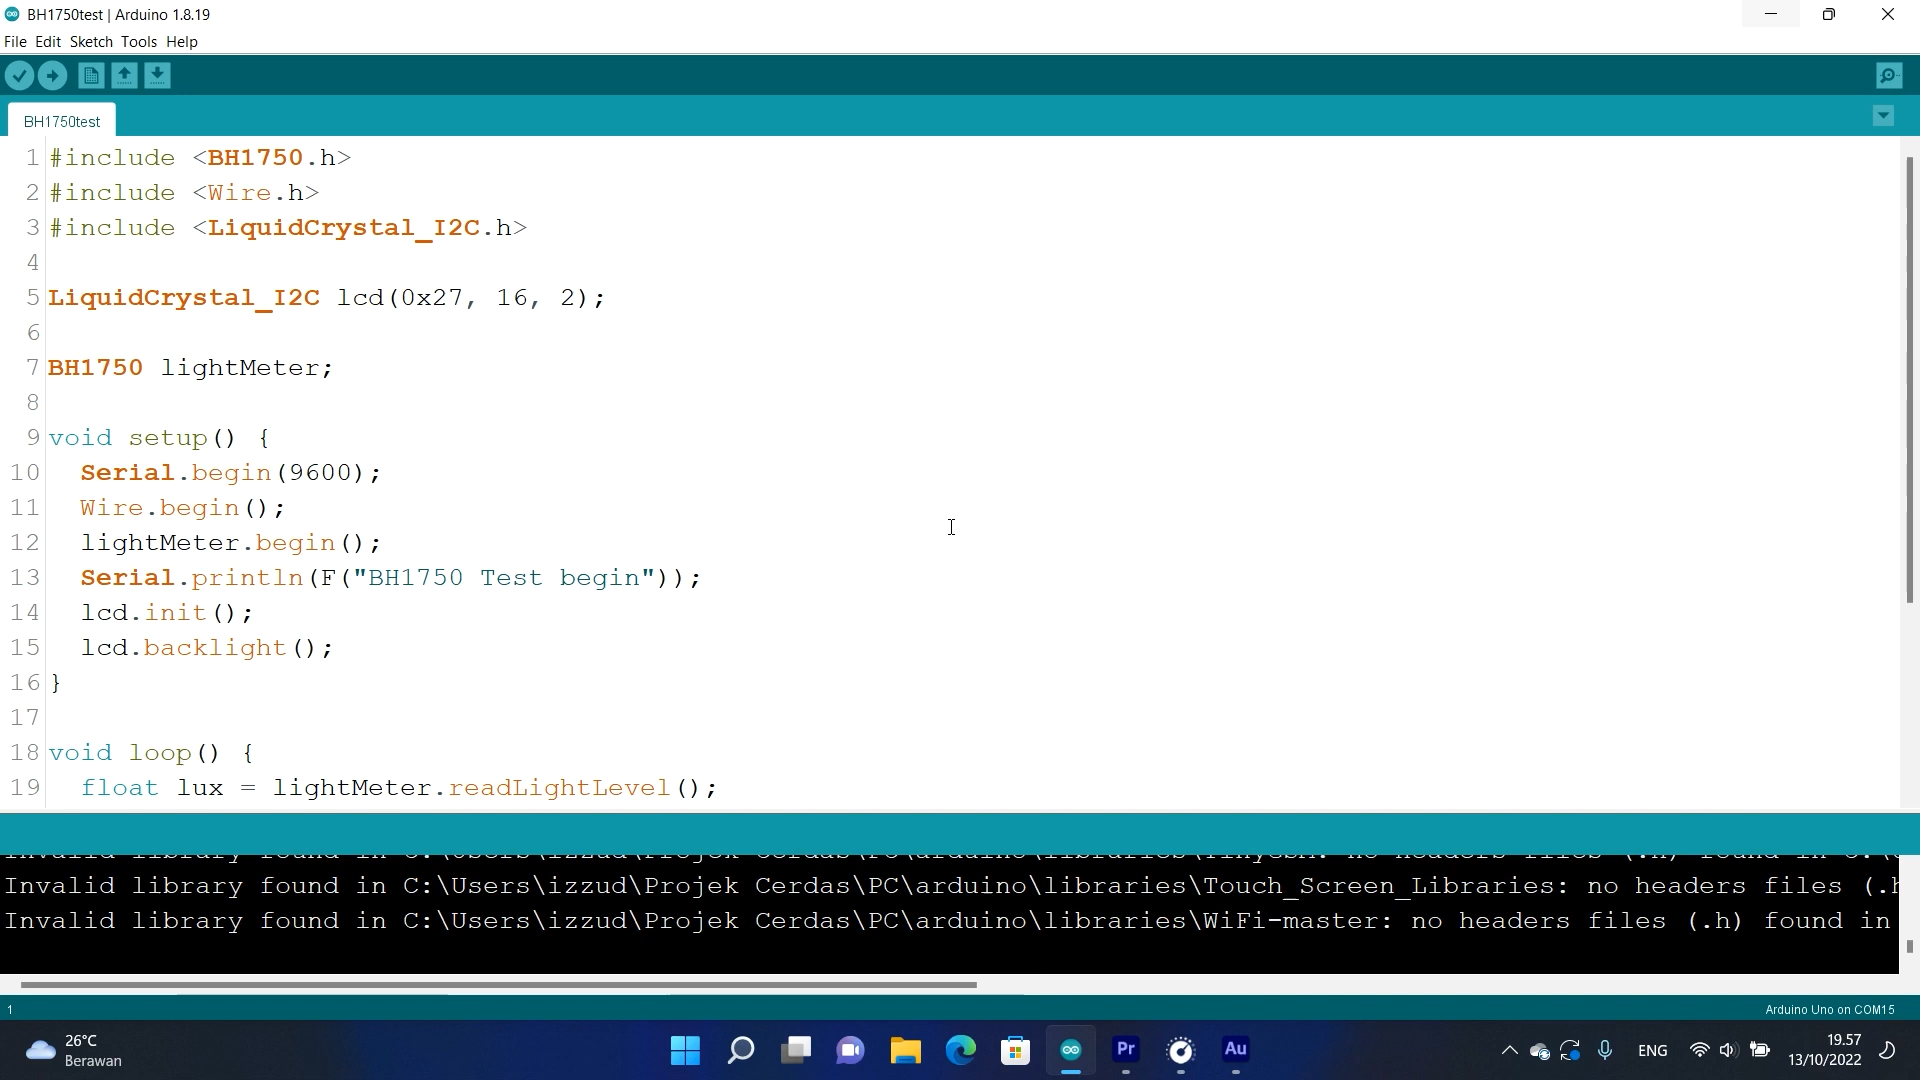 BH1750test | Arduino 1.8.19
File Edit Sketch Tools Help
BH1750test
1 #include <BH1750.h>
2 #include <Wire.h>
3 #include <LiquidCrystal_I2C.h>
4
5 LiquidCrystal_I2C lcd(0x27, 16, 2);
6
7 BH1750 lightMeter;
8
9 void setup() {
10 Serial.begin(9600);
11 Wire.begin();
12 lightMeter.begin();
13 Serial.println(F("BH1750 Test begin"));
14 lcd.init();
15 lcd.backlight();
16 }
17
18 void loop() {
19 float lux = lightMeter.readLightLevel();
Invalid library found in C:\Users\izzud\Projek Cerdas\PC\arduino\libraries\Touch_Screen_Libraries: no headers files (.h
Invalid library found in C:\Users\izzud\Projek Cerdas\PC\arduino\libraries\WiFi-master: no headers files (.h) found in
1
Arduino Uno on COM15
26°C
Berawan
Pr
Au
ENG
19.57
13/10/2022